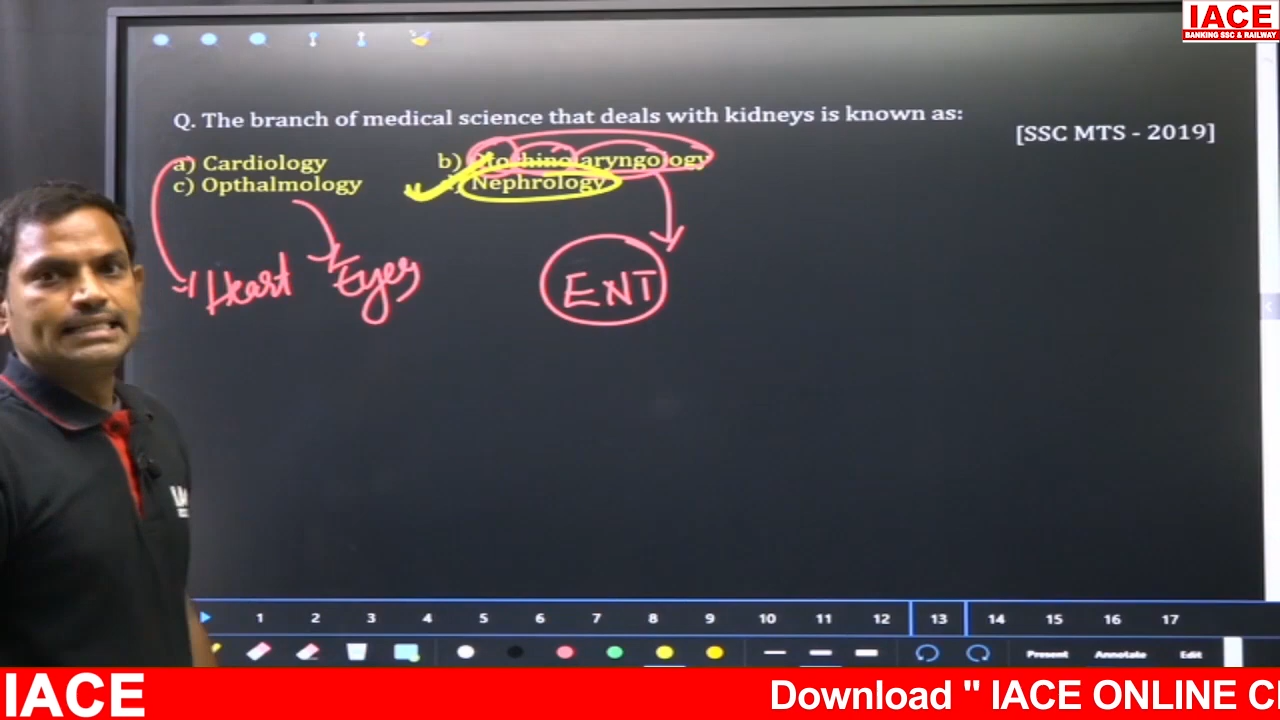 IACE
BANKING SSC & RAILWAY
Q. The branch of medical science that deals with kidneys is known as:
[SSC MTS - 2019]
a) Cardiology
b) Otorhinolaryngology
c) Opthalmology
d) Nephrology
Heart Eyes ENT
1 2 3 4 5 6 7 8 9 10 11 12 13 14 15 16 17
Present Annotate Edit
IACE
Download " IACE ONLINE